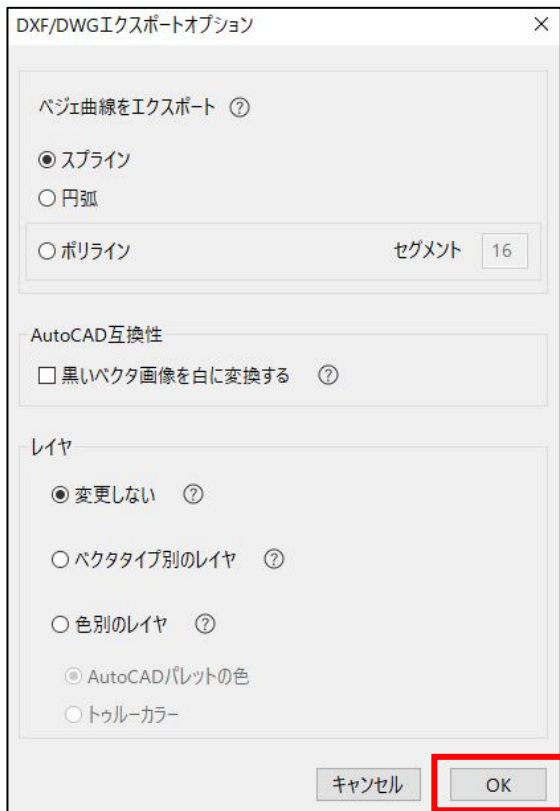 DXF/DWGエクスポートオプション
ベジェ曲線をエクスポート ?
スプライン
円弧
ポリライン セグメント 16
AutoCAD互換性
黒いベクタ画像を白に変換する ?
レイヤ
変更しない ?
ベクタタイプ別のレイヤ ?
色別のレイヤ ?
AutoCADパレットの色
トゥルーカラー
キャンセル OK